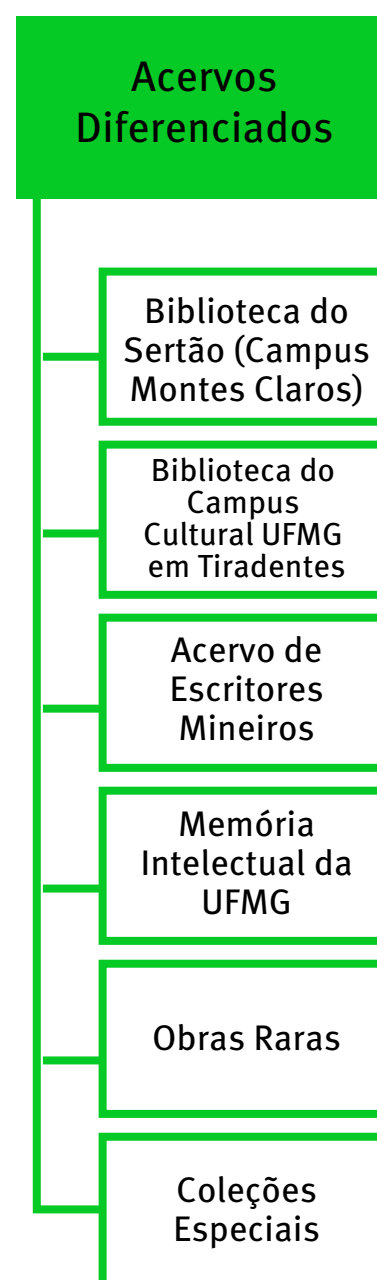 Acervos
Diferenciados
Biblioteca do
Sertão (Campus
Montes Claros)
Biblioteca do
Campus
Cultural UFMG
em Tiradentes
Acervo de
Escritores
Mineiros
Memória
Intelectual da
UFMG
Obras Raras
Coleções
Especiais